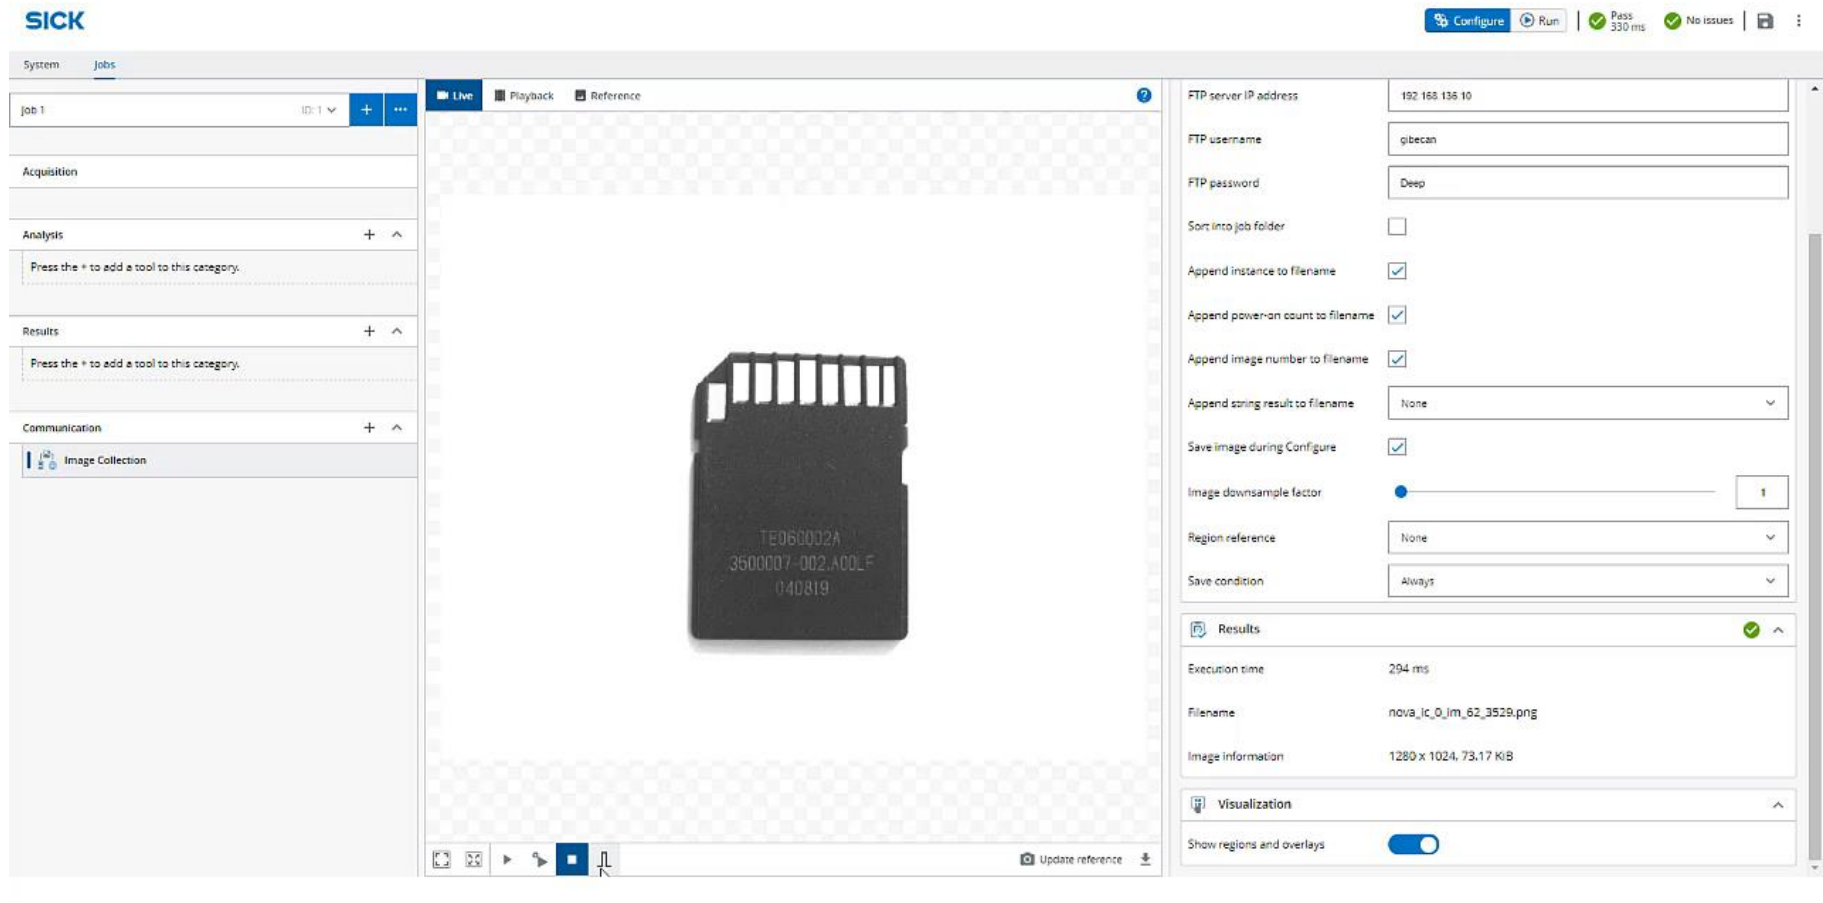 SICK
Configure
Run
Pass
330 ms
No issues
System
Jobs
Job 1
ID: 1
Acquisition
Analysis
Press the + to add a tool to this category.
Results
Press the + to add a tool to this category.
Communication
Image Collection
Live
Playback
Reference
TE060002A
3500007-002.A00LF
040819
Update reference
FTP server IP address
192.168.136.10
FTP username
gibecan
FTP password
Deep
Sort into job folder
Append instance to filename
Append power-on count to filename
Append image number to filename
Append string result to filename
None
Save image during Configure
Image downsample factor
1
Region reference
None
Save condition
Always
Results
Execution time
294 ms
Filename
nova_ic_0_im_62_3529.png
Image information
1280 x 1024, 73.17 KiB
Visualization
Show regions and overlays